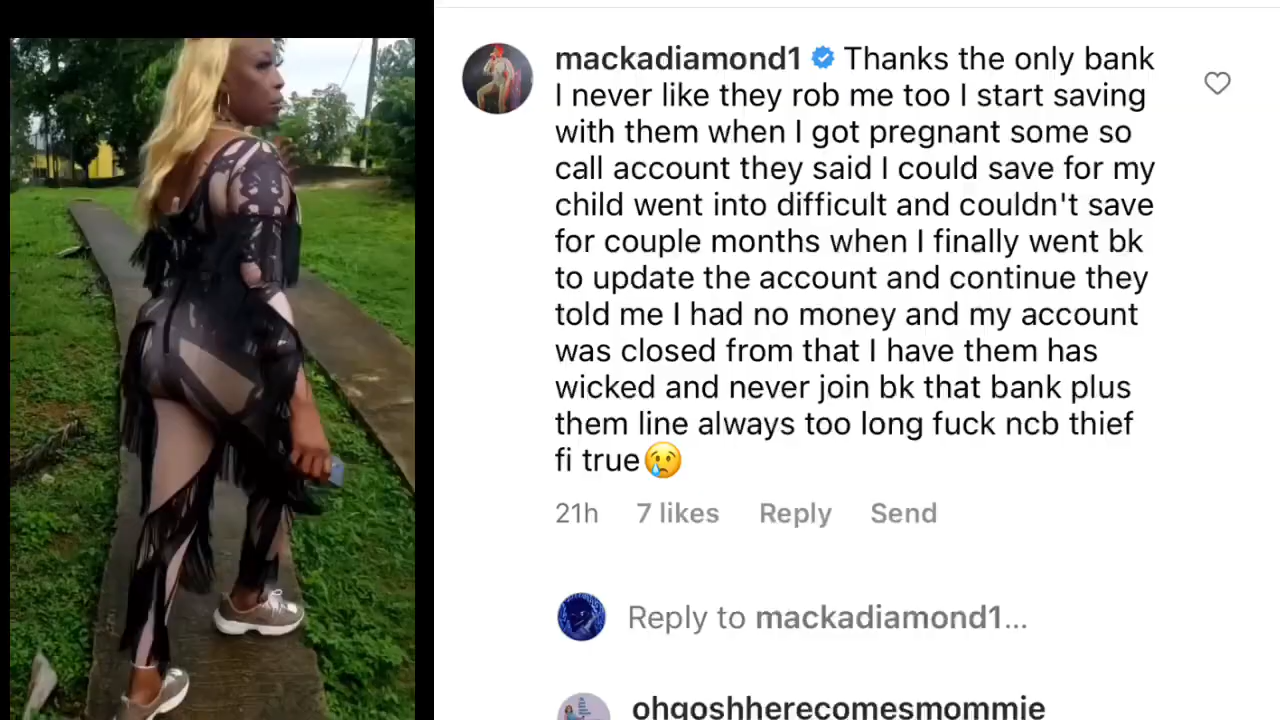 mackadiamond1 Thanks the only bank
I never like they rob me too I start saving
with them when I got pregnant some so
call account they said I could save for my
child went into difficult and couldn't save
for couple months when I finally went bk
to update the account and continue they
told me I had no money and my account
was closed from that I have them has
wicked and never join bk that bank plus
them line always too long fuck ncb thief
fi true😢
21h 7 likes Reply Send
Reply to mackadiamond1...
ohgoshherecomesmommie